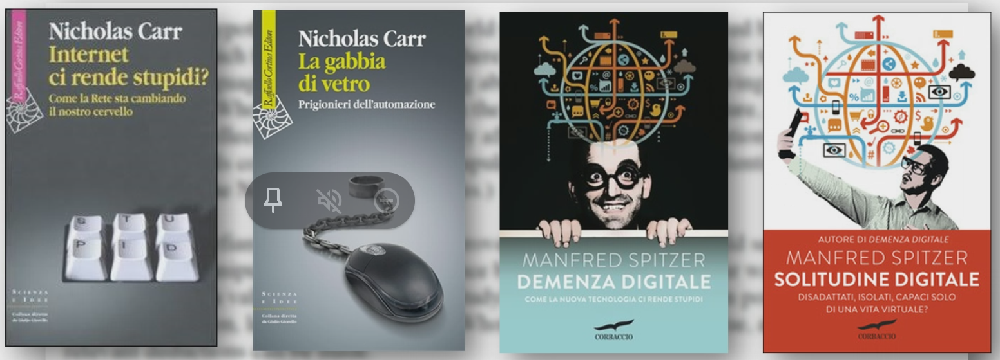 Raffaello Cortina Editore
Nicholas Carr
Internet
ci rende stupidi?
Come la Rete sta cambiando
il nostro cervello
S T U
P I D
SCIENZA
E IDEE
Collana diretta
da Giulio Giorello
Raffaello Cortina Editore
Nicholas Carr
La gabbia
di vetro
Prigionieri dell'automazione
SCIENZA
E IDEE
Collana diretta
da Giulio Giorello
MANFRED SPITZER
DEMENZA DIGITALE
COME LA NUOVA TECNOLOGIA CI RENDE STUPIDI
CORBACCIO
AUTORE DI DEMENZA DIGITALE
MANFRED SPITZER
SOLITUDINE DIGITALE
DISADATTATI, ISOLATI, CAPACI SOLO
DI UNA VITA VIRTUALE?
CORBACCIO